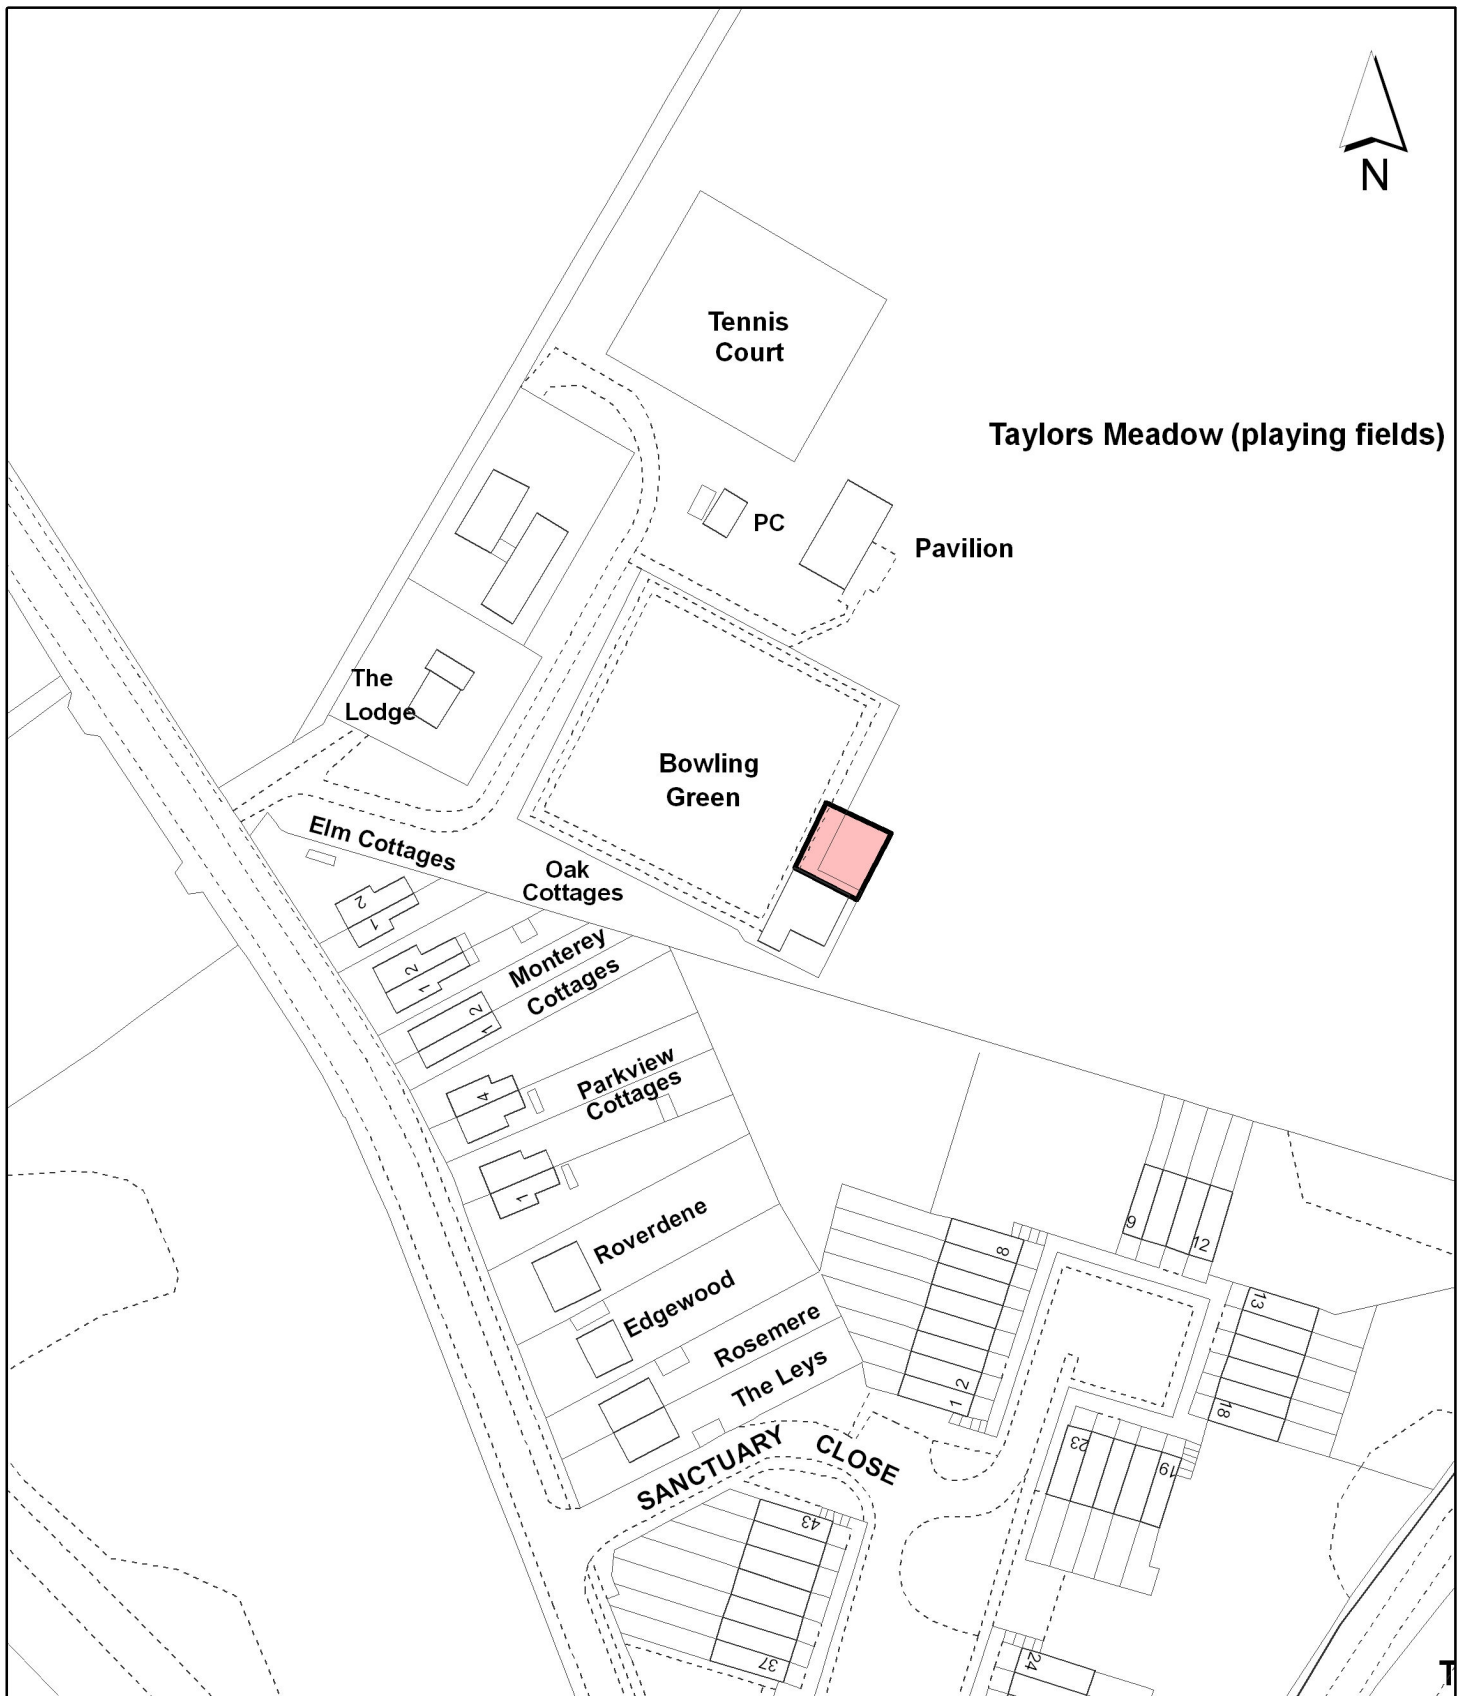 N
Tennis
Court
Taylors Meadow (playing fields)
PC
Pavilion
The
Lodge
Bowling
Green
Elm Cottages
Oak
Cottages
2
1
Monterey
Cottages
2
1
2
1
Parkview
Cottages
4
1
Roverdene
Edgewood
Rosemere
The Leys
8
2
1
9
12
13
18
23
19
SANCTUARY CLOSE
43
37
24
T